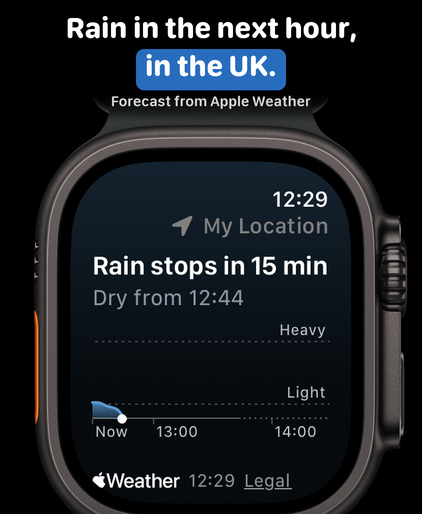 Rain in the next hour,
in the UK.
Forecast from Apple Weather
12:29
My Location
Rain stops in 15 min
Dry from 12:44
Heavy
Light
Now 13:00 14:00
Weather 12:29 Legal